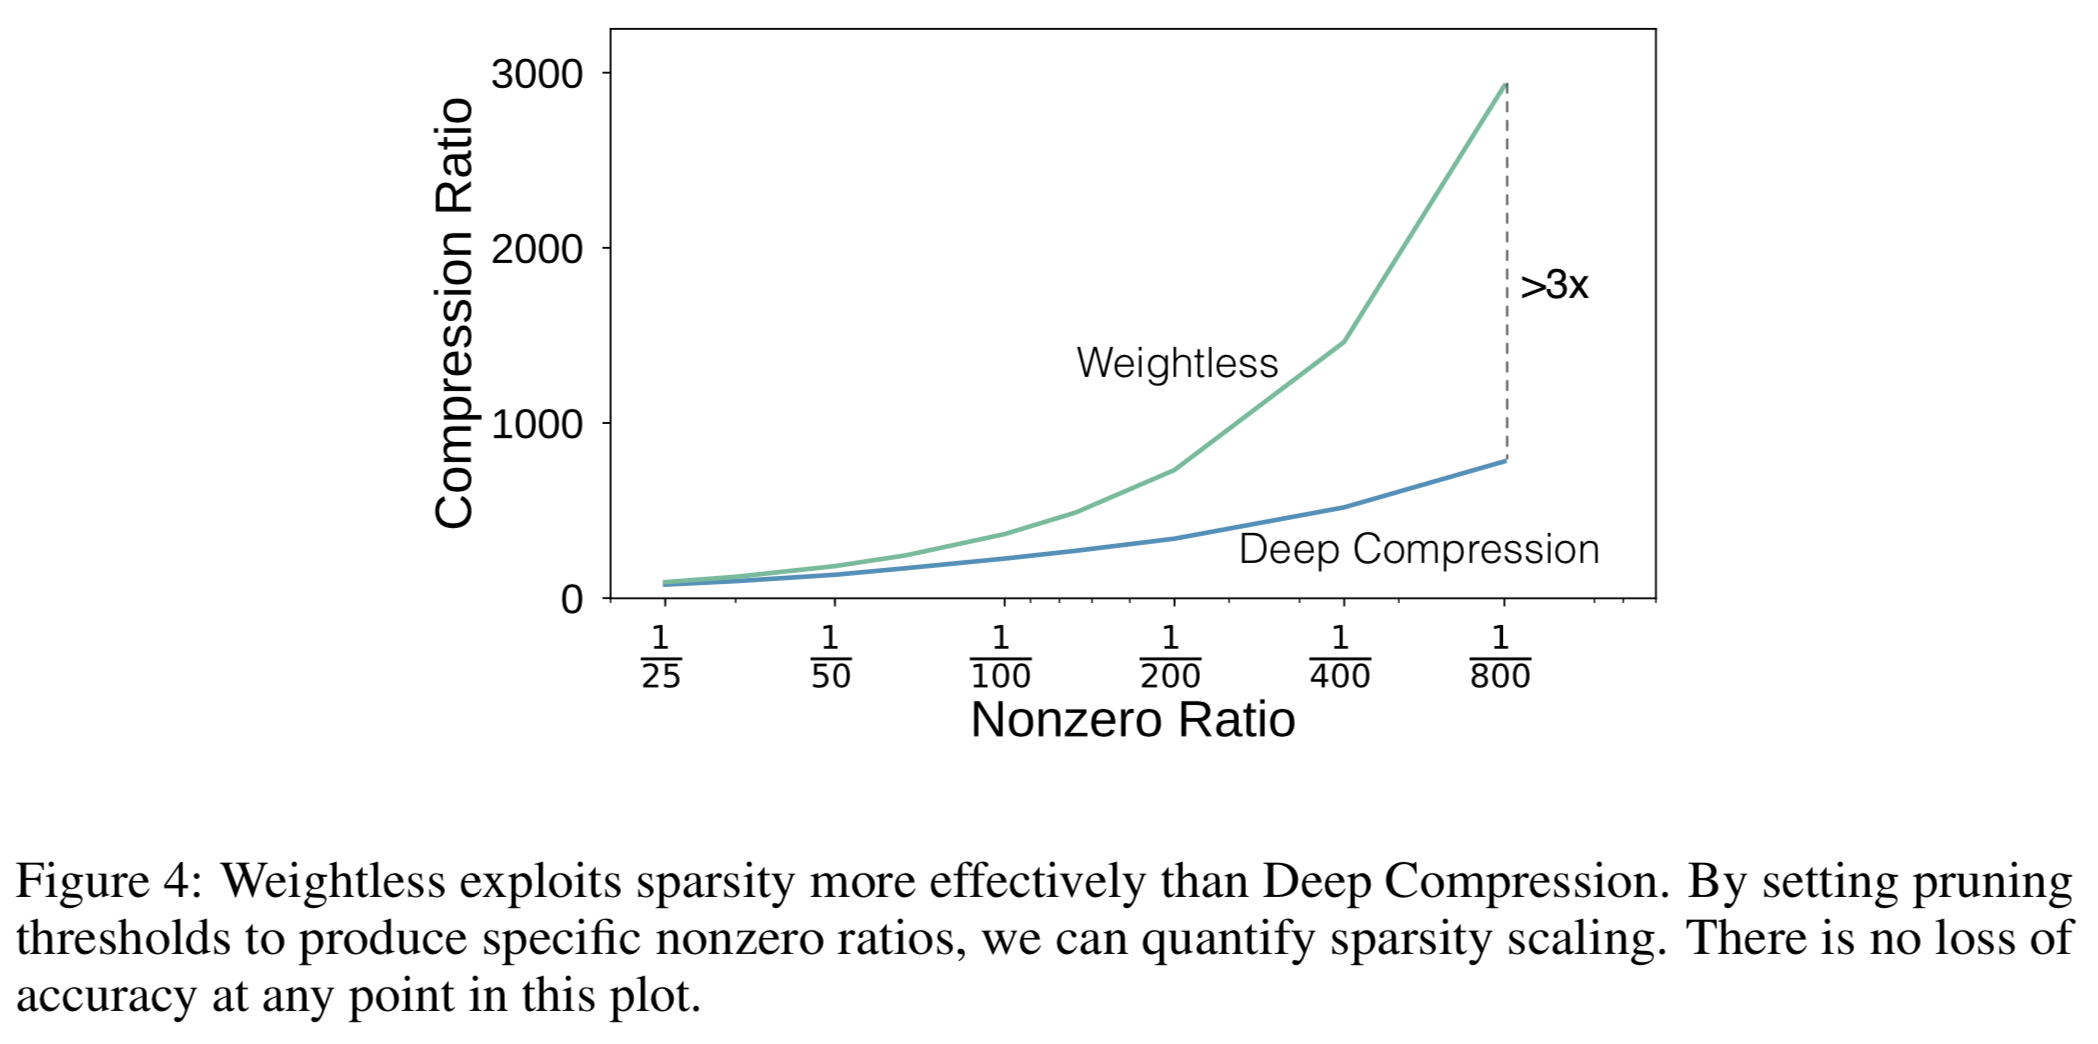 3000
2000
1000
0
Compression Ratio
Weightless
>3x
Deep Compression
1/25 1/50 1/100 1/200 1/400 1/800
Nonzero Ratio
Figure 4: Weightless exploits sparsity more effectively than Deep Compression. By setting pruning
thresholds to produce specific nonzero ratios, we can quantify sparsity scaling. There is no loss of
accuracy at any point in this plot.